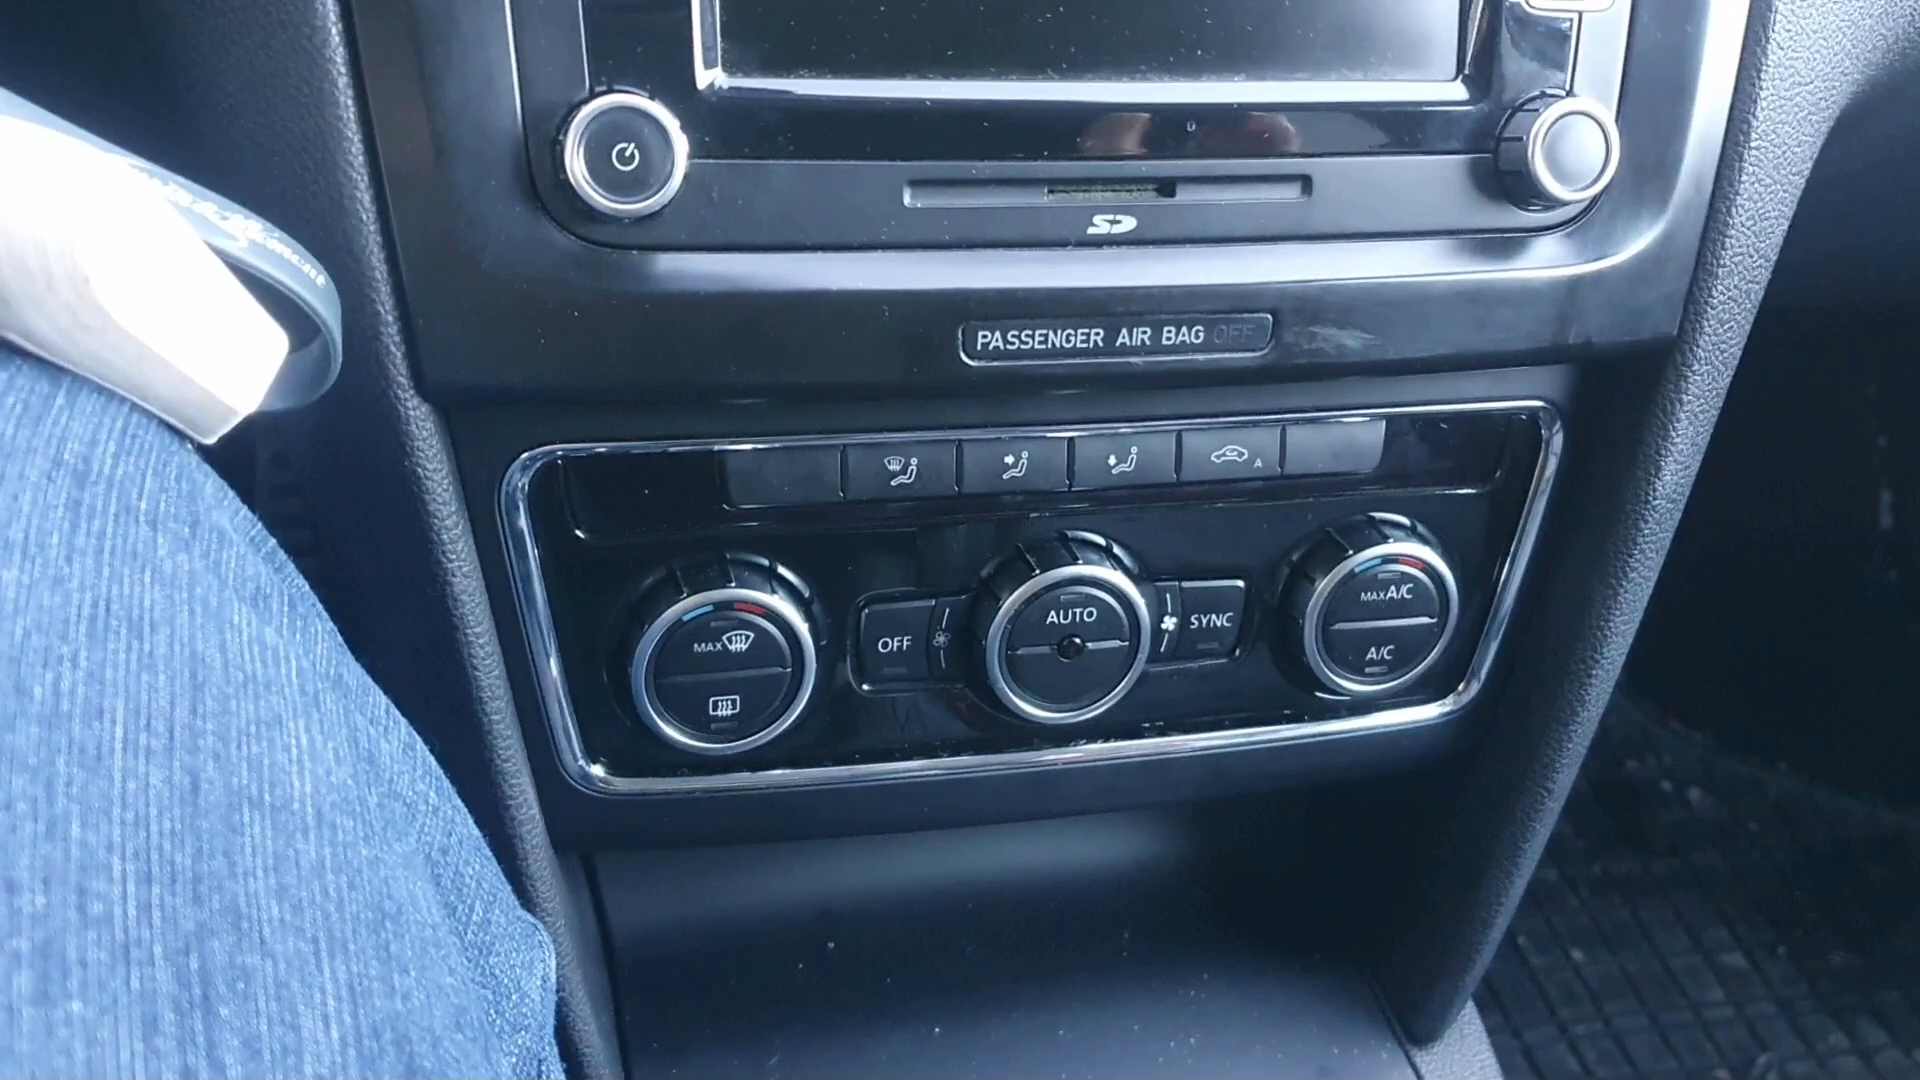 SD
PASSENGER AIR BAG OFF
A
MAX
OFF
AUTO
SYNC
MAX A/C
A/C